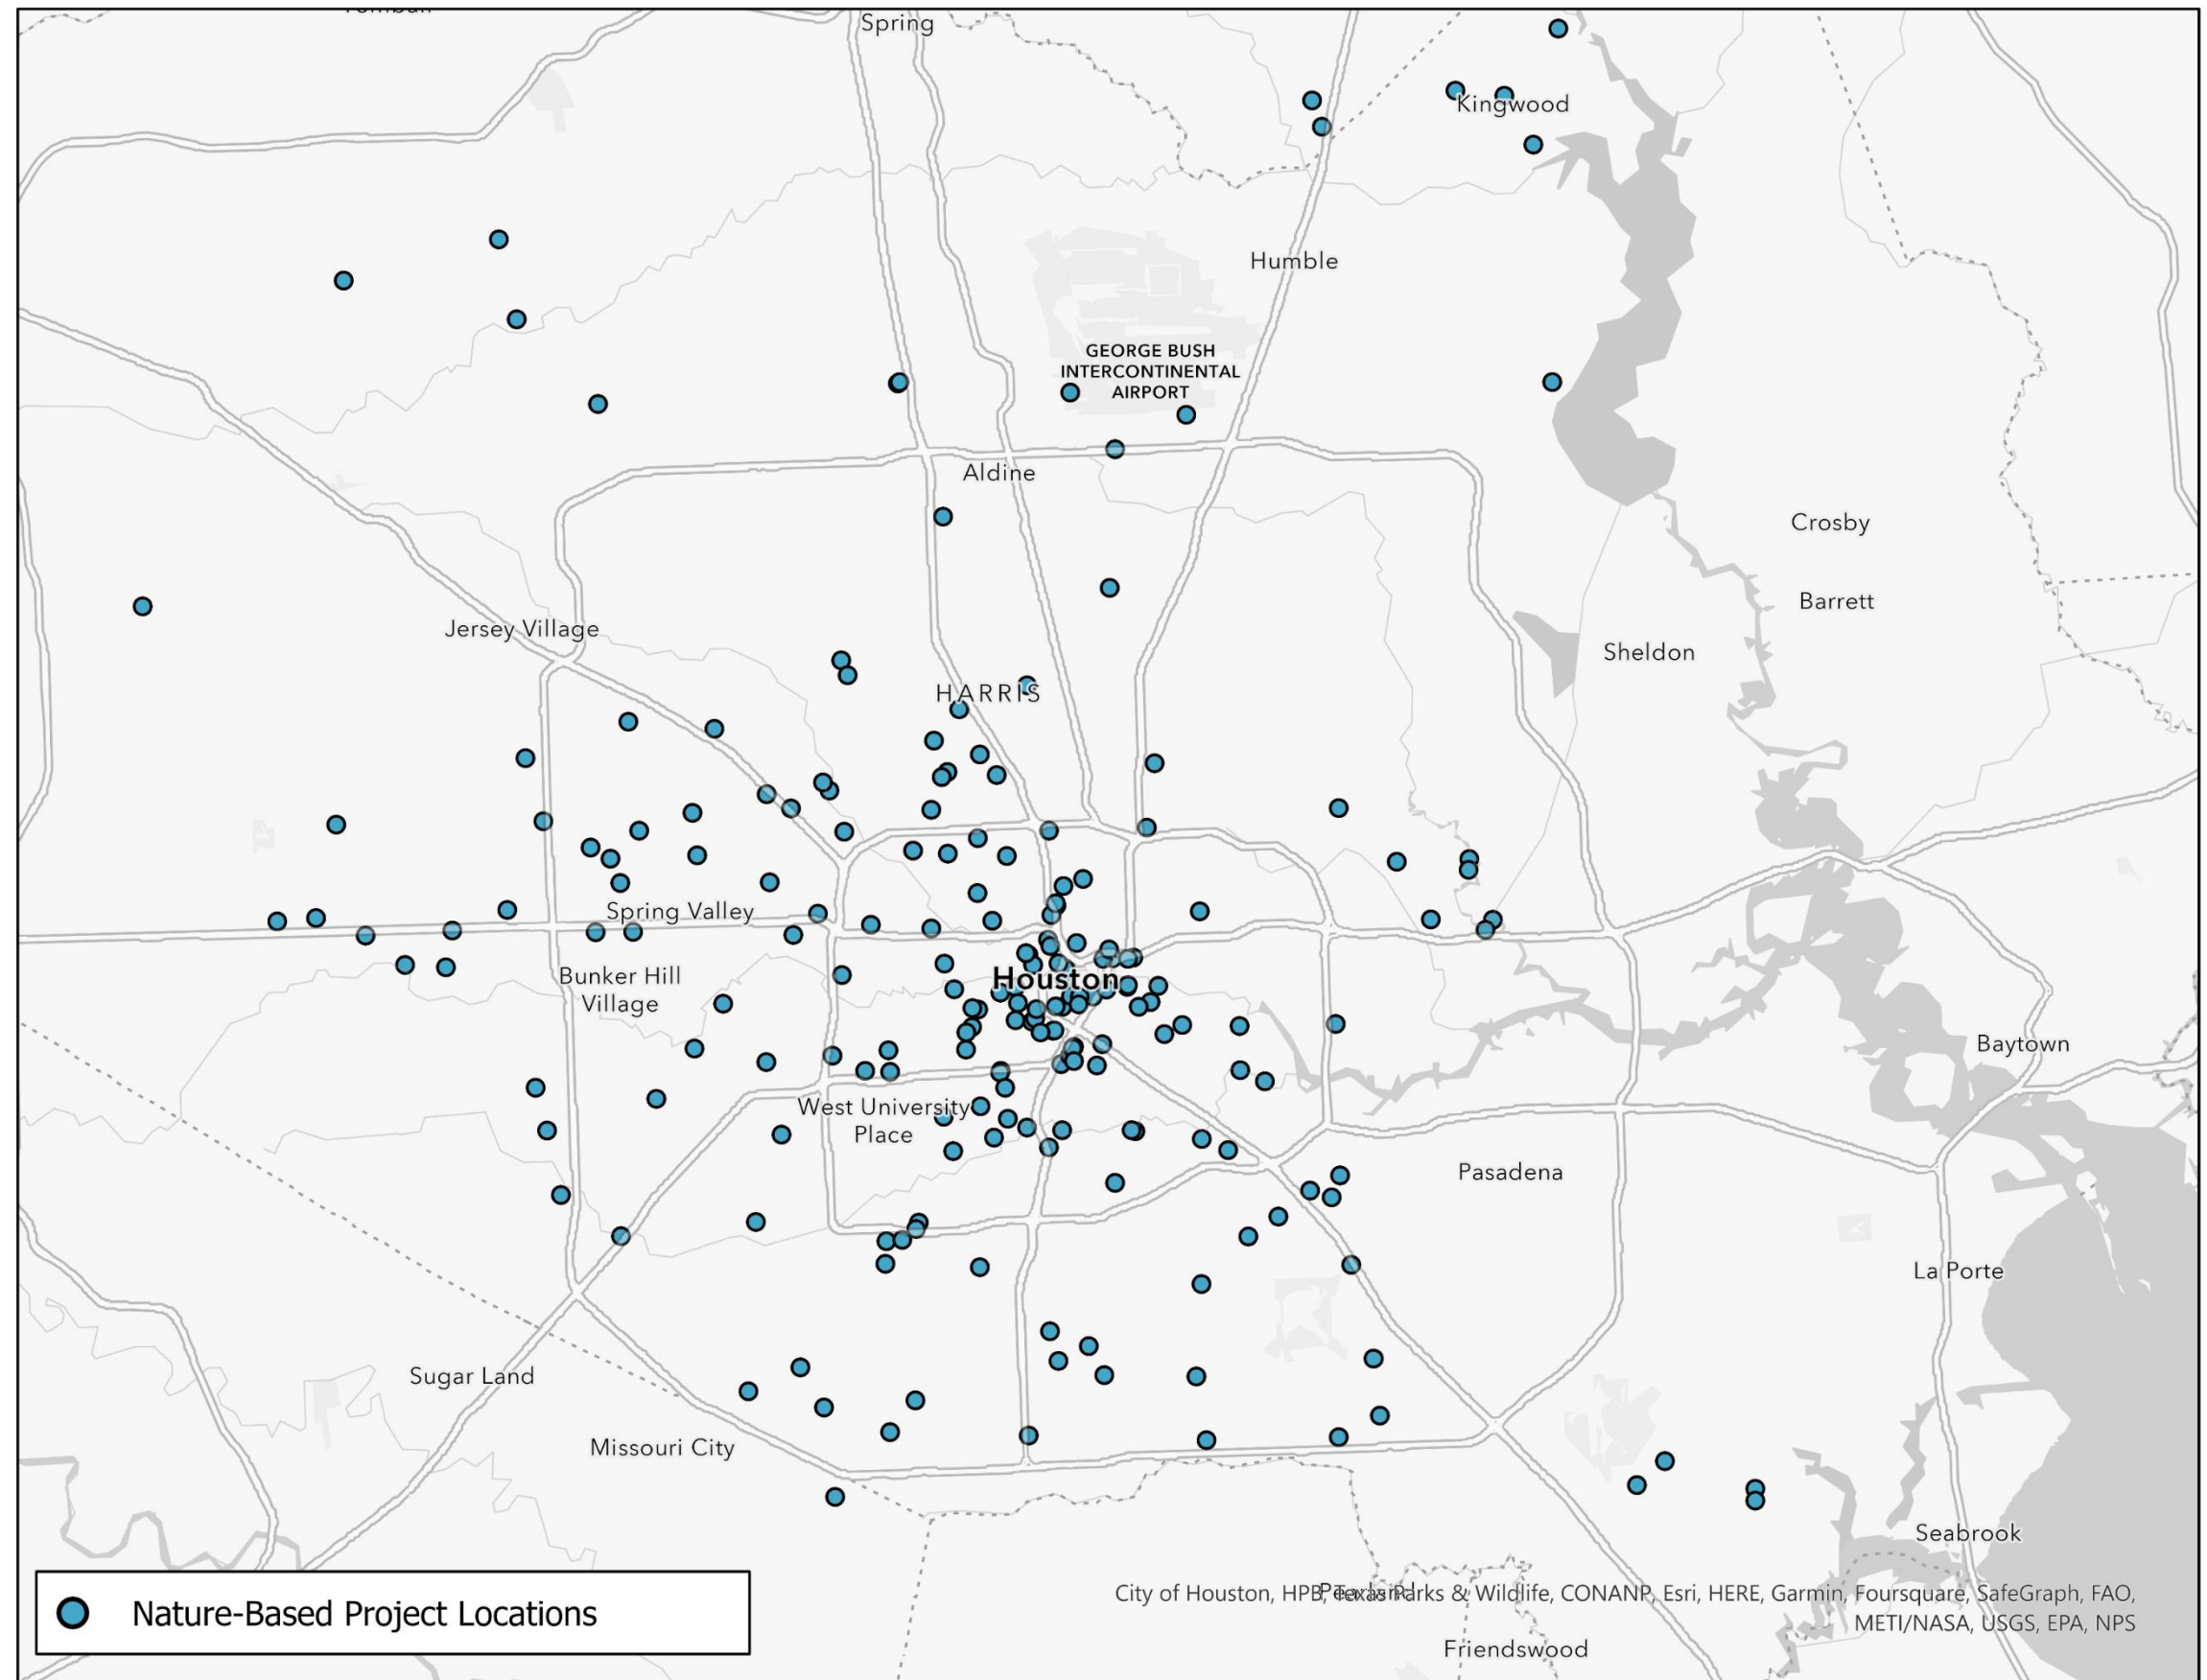 Spring
Kingwood
Humble
GEORGE BUSH
INTERCONTINENTAL
AIRPORT
Aldine
Crosby
Barrett
Jersey Village
Sheldon
HARRIS
Spring Valley
Bunker Hill
Village
Houston
Baytown
West University
Place
Pasadena
La Porte
Sugar Land
Missouri City
Seabrook
City of Houston, HPB, Texas Parks & Wildlife, CONANP, Esri, HERE, Garmin, Foursquare, SafeGraph, FAO,
METI/NASA, USGS, EPA, NPS
Nature-Based Project Locations
Friendswood